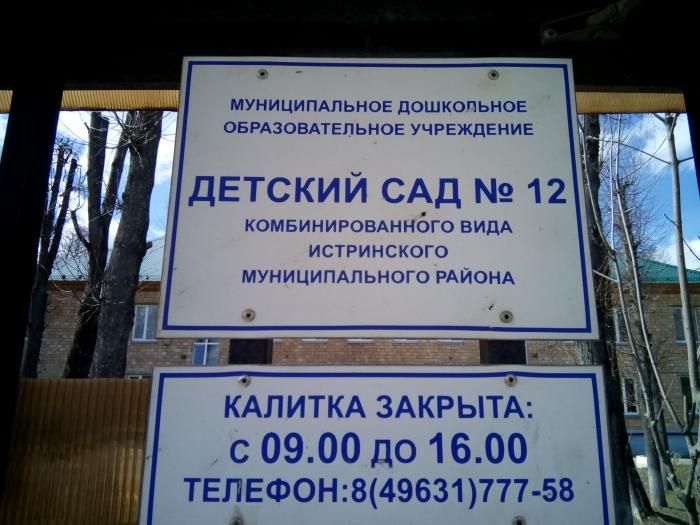 МУНИЦИПАЛЬНОЕ ДОШКОЛЬНОЕ
ОБРАЗОВАТЕЛЬНОЕ УЧРЕЖДЕНИЕ
ДЕТСКИЙ САД № 12
КОМБИНИРОВАННОГО ВИДА
ИСТРИНСКОГО
МУНИЦИПАЛЬНОГО РАЙОНА
КАЛИТКА ЗАКРЫТА:
С 09.00 ДО 16.00
ТЕЛЕФОН:8(49631)777-58